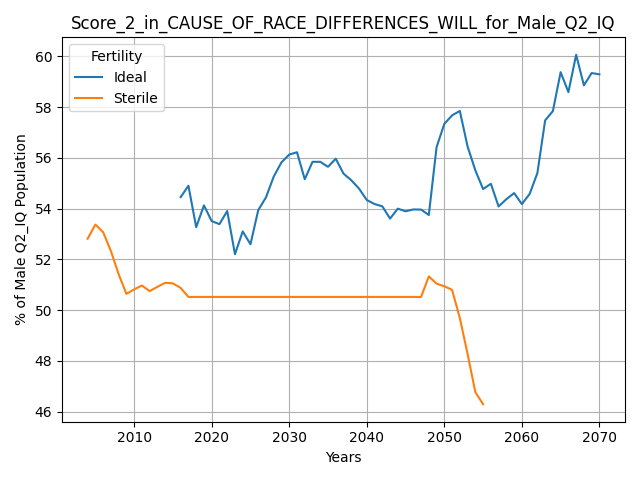 Score_2_in_CAUSE_OF_RACE_DIFFERENCES_WILL_for_Male_Q2_IQ
Fertility
Ideal
Sterile
% of Male Q2_IQ Population
60
58
56
54
52
50
48
46
2010 2020 2030 2040 2050 2060 2070
Years